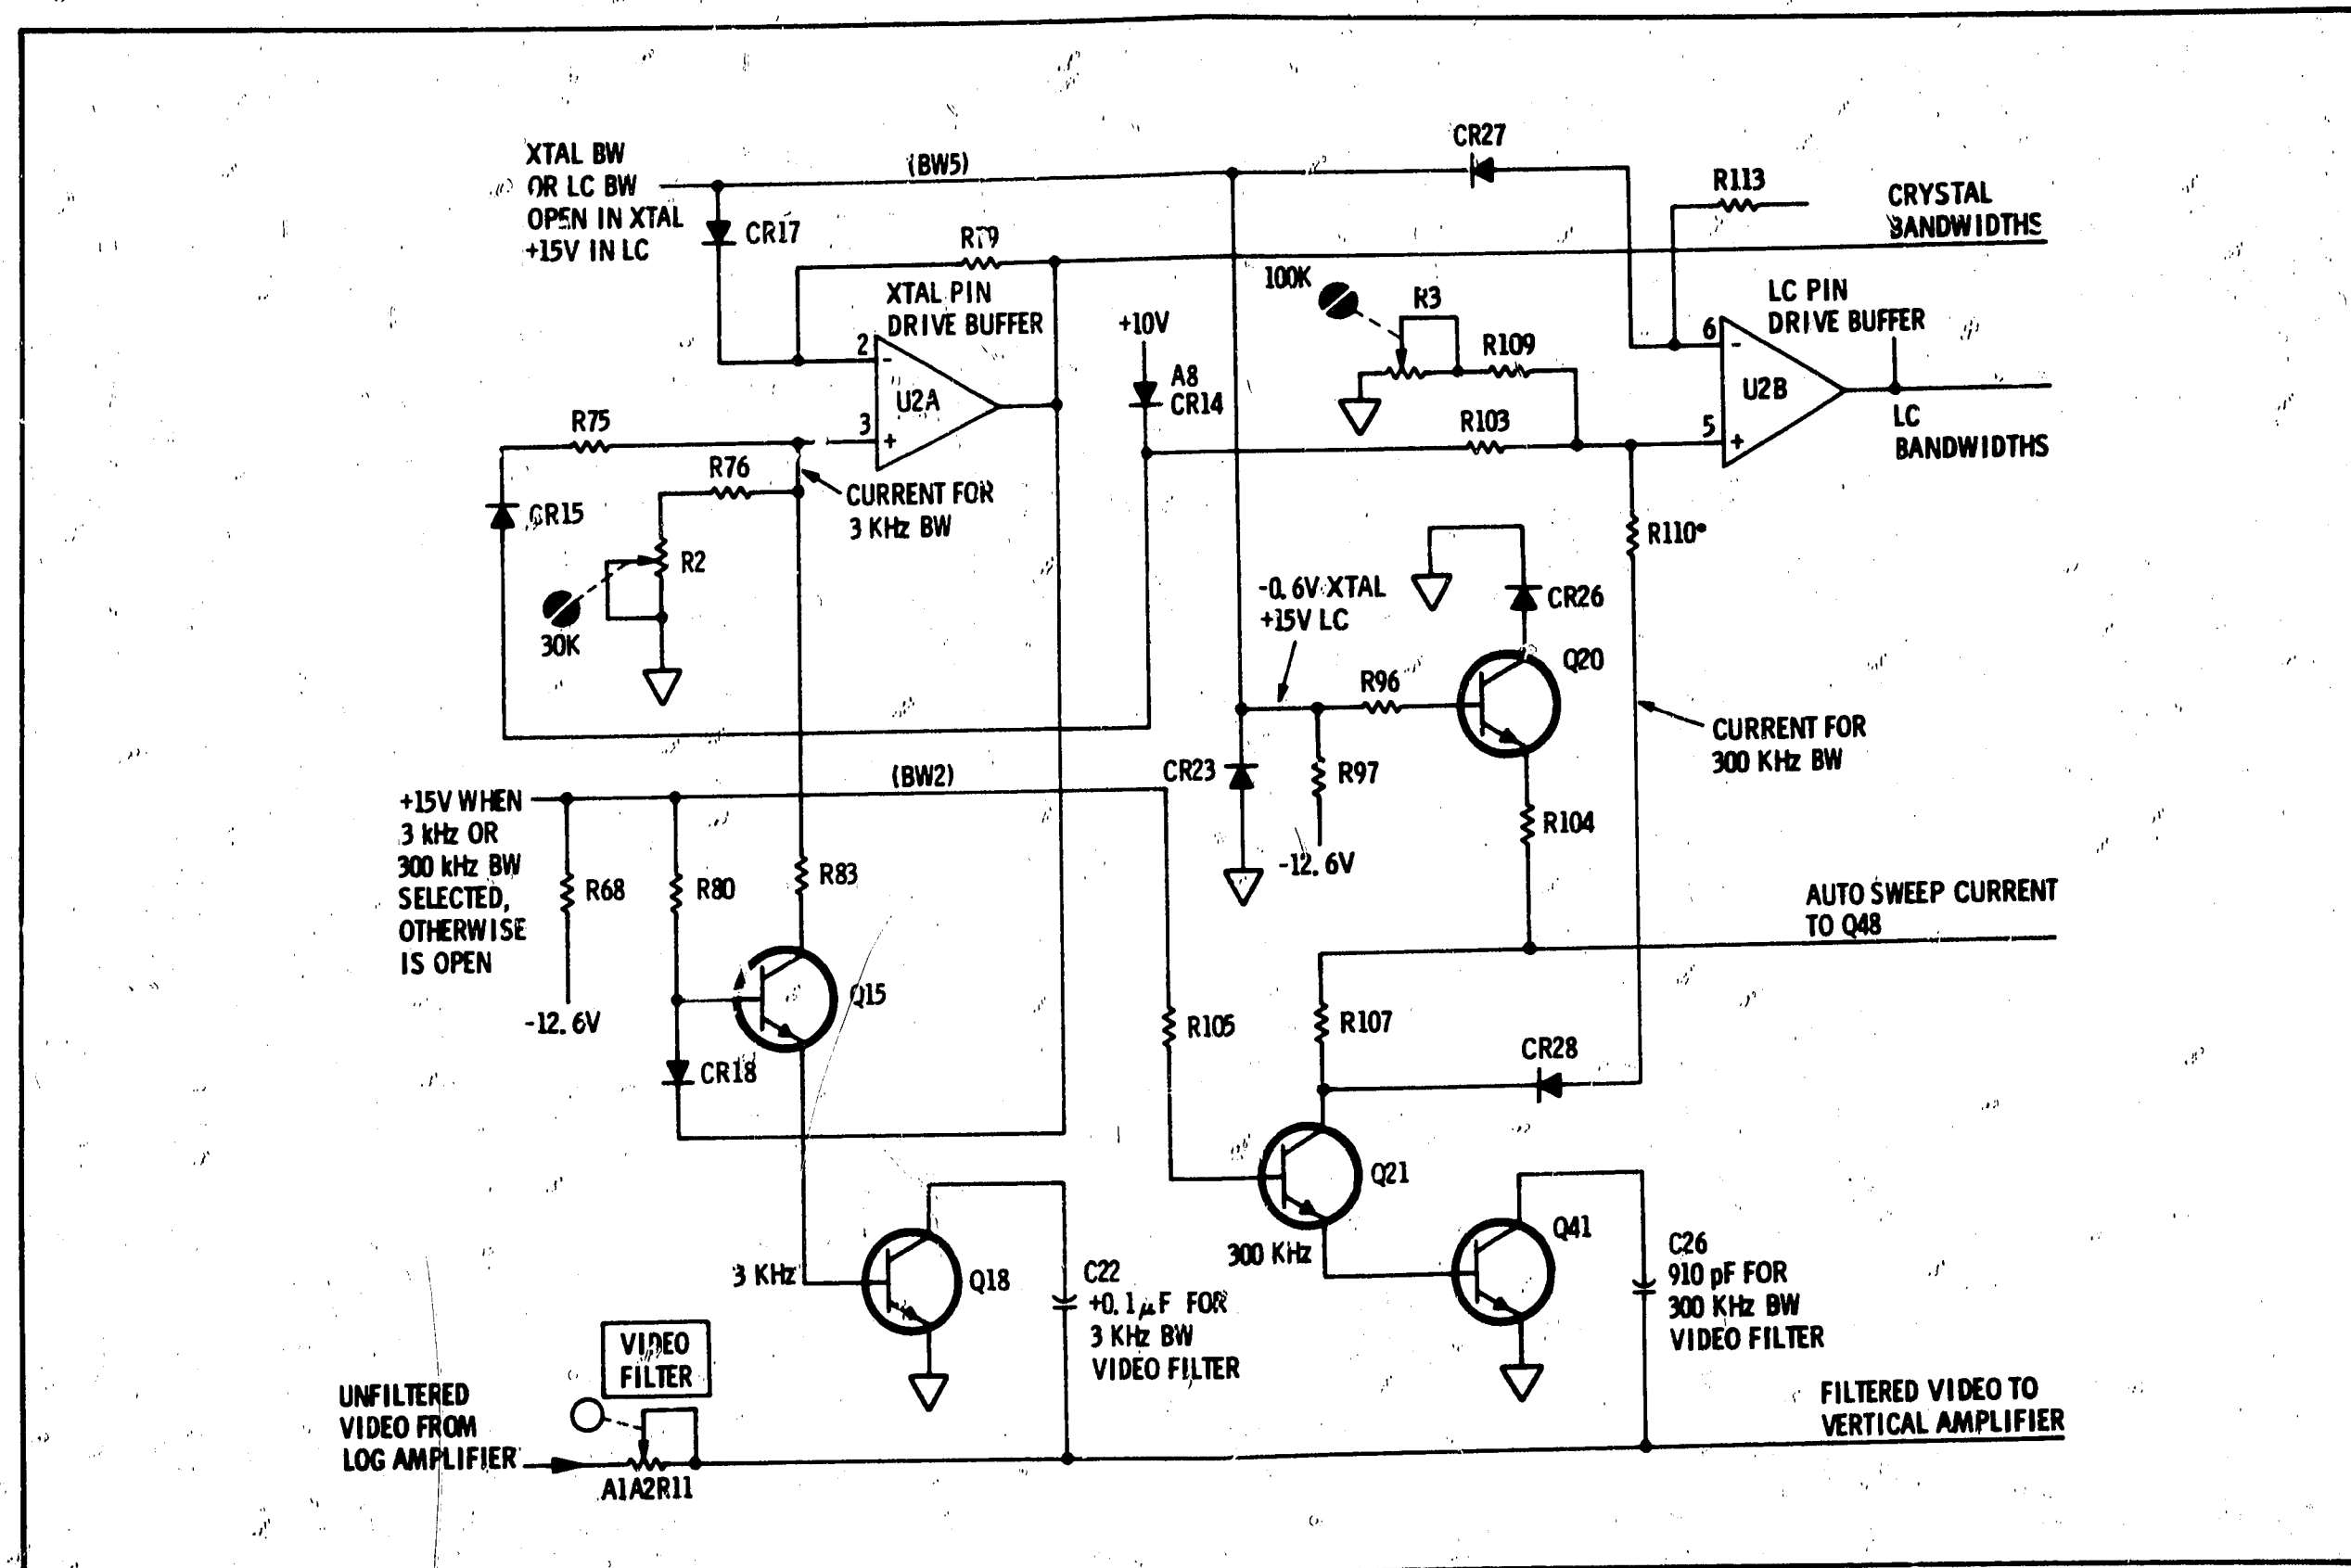 XTAL BW
OR LC BW
OPEN IN XTAL
+15V IN LC
(BW5)
CR27
R113
CRYSTAL
BANDWIDTHS
CR17
R79
XTAL PIN
DRIVE BUFFER
+10V
100K
R3
LC PIN
DRIVE BUFFER
2
-
U2A
3
+
A8
CR14
R109
6
-
U2B
5
+
R75
R103
LC
BANDWIDTHS
R76
CURRENT FOR
3 KHz BW
CR15
R2
30K
R110*
-0.6V XTAL
+15V LC
CR26
Q20
R96
CURRENT FOR
300 KHz BW
CR23
R97
-12.6V
R104
(BW2)
+15V WHEN
3 kHz OR
300 kHz BW
SELECTED,
OTHERWISE
IS OPEN
R68
R80
R83
-12.6V
Q15
AUTO SWEEP CURRENT
TO Q48
R105
R107
CR18
CR28
Q21
300 KHz
Q41
3 KHz
Q18
C22
+0.1μF FOR
3 KHz BW
VIDEO FILTER
C26
910 pF FOR
300 KHz BW
VIDEO FILTER
VIDEO
FILTER
UNFILTERED
VIDEO FROM
LOG AMPLIFIER
A1A2R11
FILTERED VIDEO TO
VERTICAL AMPLIFIER